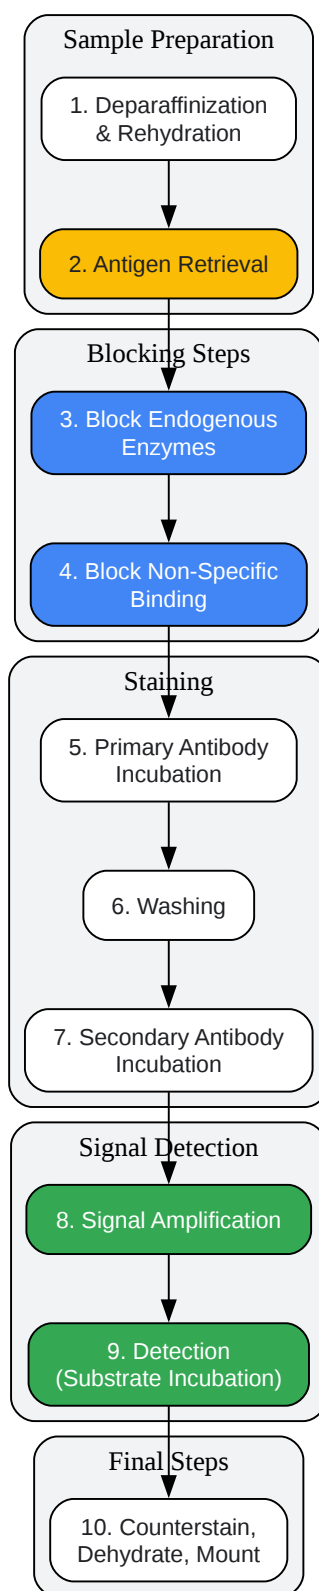 Sample Preparation
1. Deparaffinization
& Rehydration
2. Antigen Retrieval
Blocking Steps
3. Block Endogenous
Enzymes
4. Block Non-Specific
Binding
Staining
5. Primary Antibody
Incubation
6. Washing
7. Secondary Antibody
Incubation
Signal Detection
8. Signal Amplification
9. Detection
(Substrate Incubation)
Final Steps
10. Counterstain,
Dehydrate, Mount